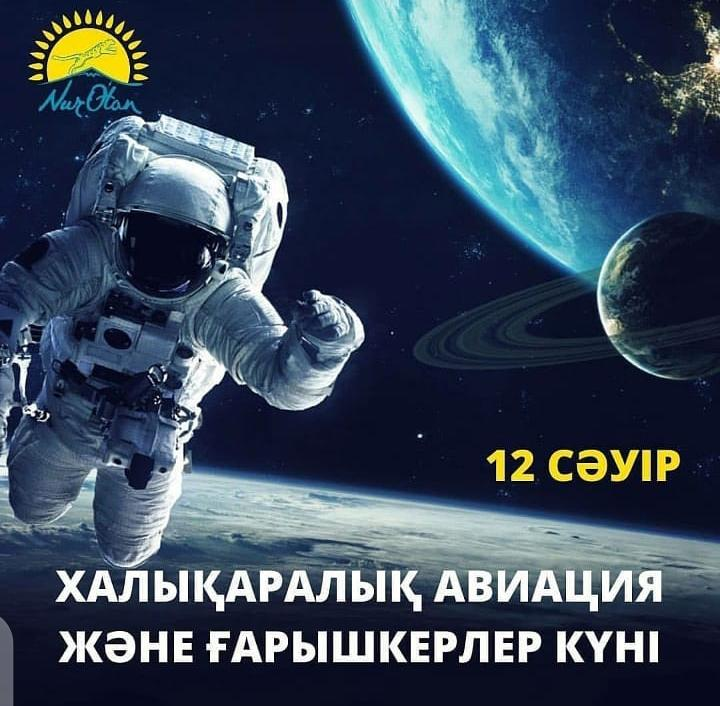 Nur Otan
12 СӘУІР
ХАЛЫҚАРАЛЫҚ АВИАЦИЯ
ЖӘНЕ ҒАРЫШКЕРЛЕР КҮНІ